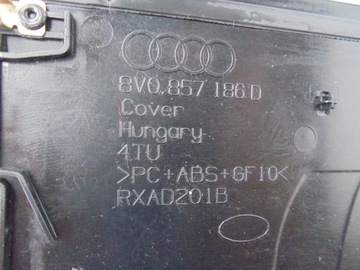 8V0.857 186.D
Cover
Hungary
4TU
>PC+ABS+GF10<
RXAD201B